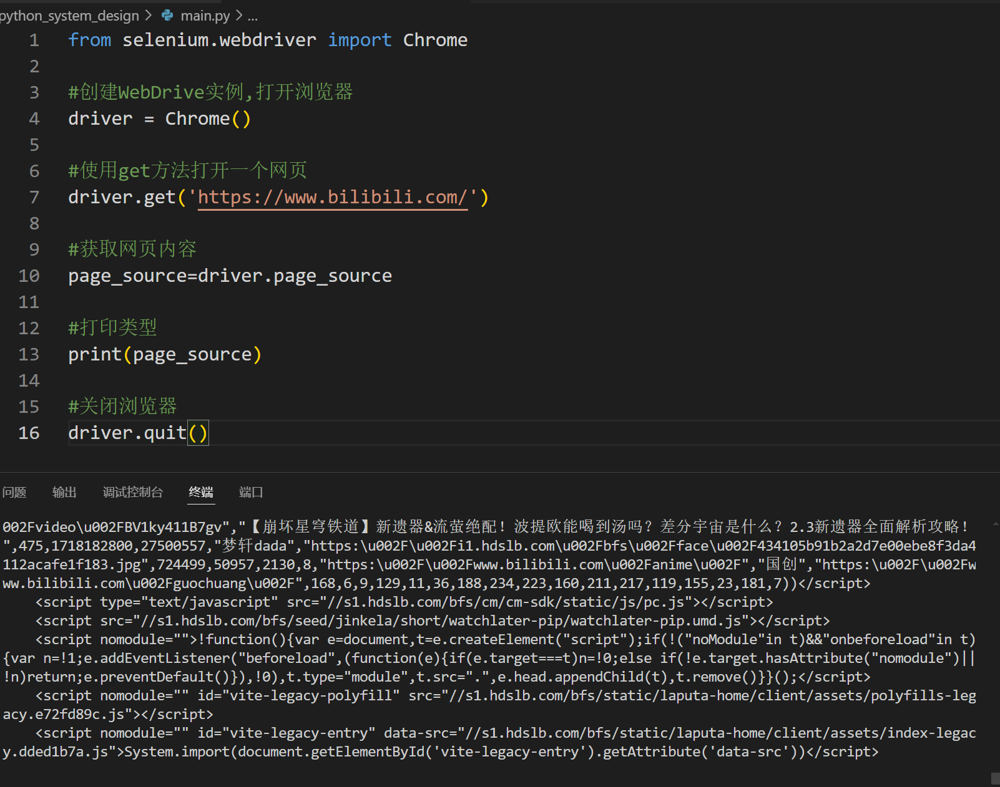 python_system_design > main.py > ...
1 from selenium.webdriver import Chrome
2
3 #创建WebDrive实例,打开浏览器
4 driver = Chrome()
5
6 #使用get方法打开一个网页
7 driver.get('https://www.bilibili.com/')
8
9 #获取网页内容
10 page_source=driver.page_source
11
12 #打印类型
13 print(page_source)
14
15 #关闭浏览器
16 driver.quit()
问题 输出 调试控制台 终端 端口
002Fvideo\u002FBV1ky411B7gv","【崩坏星穹铁道】新遗器&流萤绝配！波提欧能喝到汤吗？差分宇宙是什么？2.3新遗器全面解析攻略！
",475,1718182800,27500557,"梦轩dada","https:\u002F\u002Fi1.hdslb.com\u002Fbfs\u002Fface\u002F434105b91b2a2d7e00ebe8f3da4
112acafe1f183.jpg",724499,50957,2130,8,"https:\u002F\u002Fwww.bilibili.com\u002Fanime\u002F","国创","https:\u002F\u002Fw
ww.bilibili.com\u002Fguochuang\u002F",168,6,9,129,11,36,188,234,223,160,211,217,119,155,23,181,7))</script>
<script type="text/javascript" src="//s1.hdslb.com/bfs/cm/cm-sdk/static/js/pc.js"></script>
<script src="//s1.hdslb.com/bfs/seed/jinkela/short/watchlater-pip/watchlater-pip.umd.js"></script>
<script nomodule="">!function(){var e=document,t=e.createElement("script");if(!("noModule"in t)&&"onbeforeload"in t)
{var n=!1;e.addEventListener("beforeload",(function(e){if(e.target===t)n=!0;else if(!e.target.hasAttribute("nomodule")||
!n)return;e.preventDefault()}),!0),t.type="module",t.src=".",e.head.appendChild(t),t.remove()}}();</script>
<script nomodule="" id="vite-legacy-polyfill" src="//s1.hdslb.com/bfs/static/laputa-home/client/assets/polyfills-leg
acy.e72fd89c.js"></script>
<script nomodule="" id="vite-legacy-entry" data-src="//s1.hdslb.com/bfs/static/laputa-home/client/assets/index-legac
y.dded1b7a.js">System.import(document.getElementById('vite-legacy-entry').getAttribute('data-src'))</script>